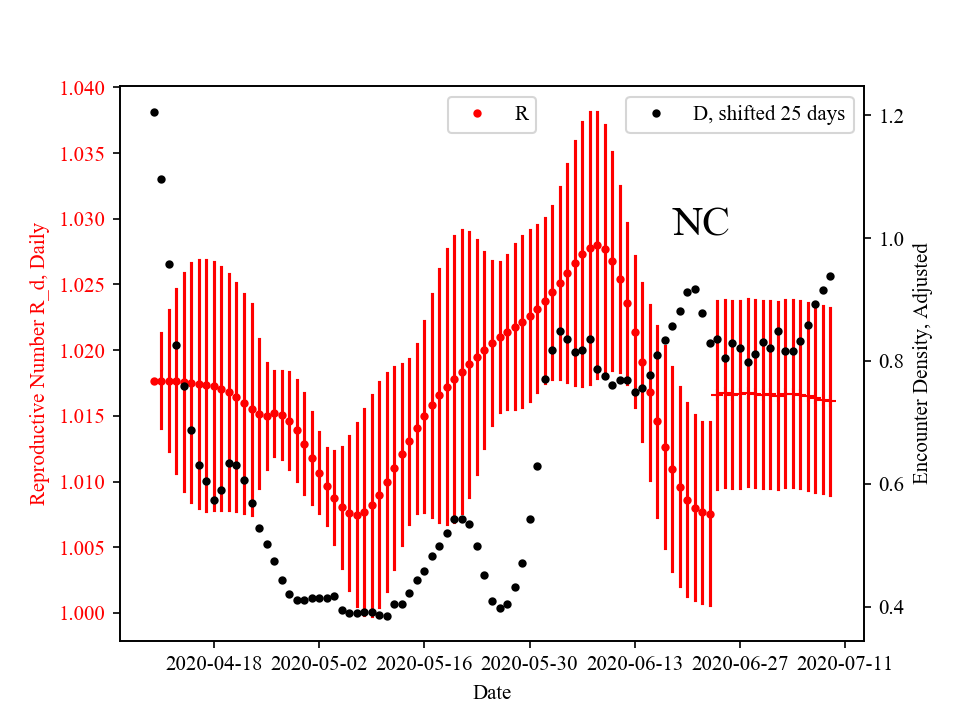 R
D, shifted 25 days
NC
Reproductive Number R_d, Daily
1.040
1.035
1.030
1.025
1.020
1.015
1.010
1.005
1.000
1.2
1.0
0.8
0.6
0.4
Encounter Density, Adjusted
2020-04-18 2020-05-02 2020-05-16 2020-05-30 2020-06-13 2020-06-27 2020-07-11
Date